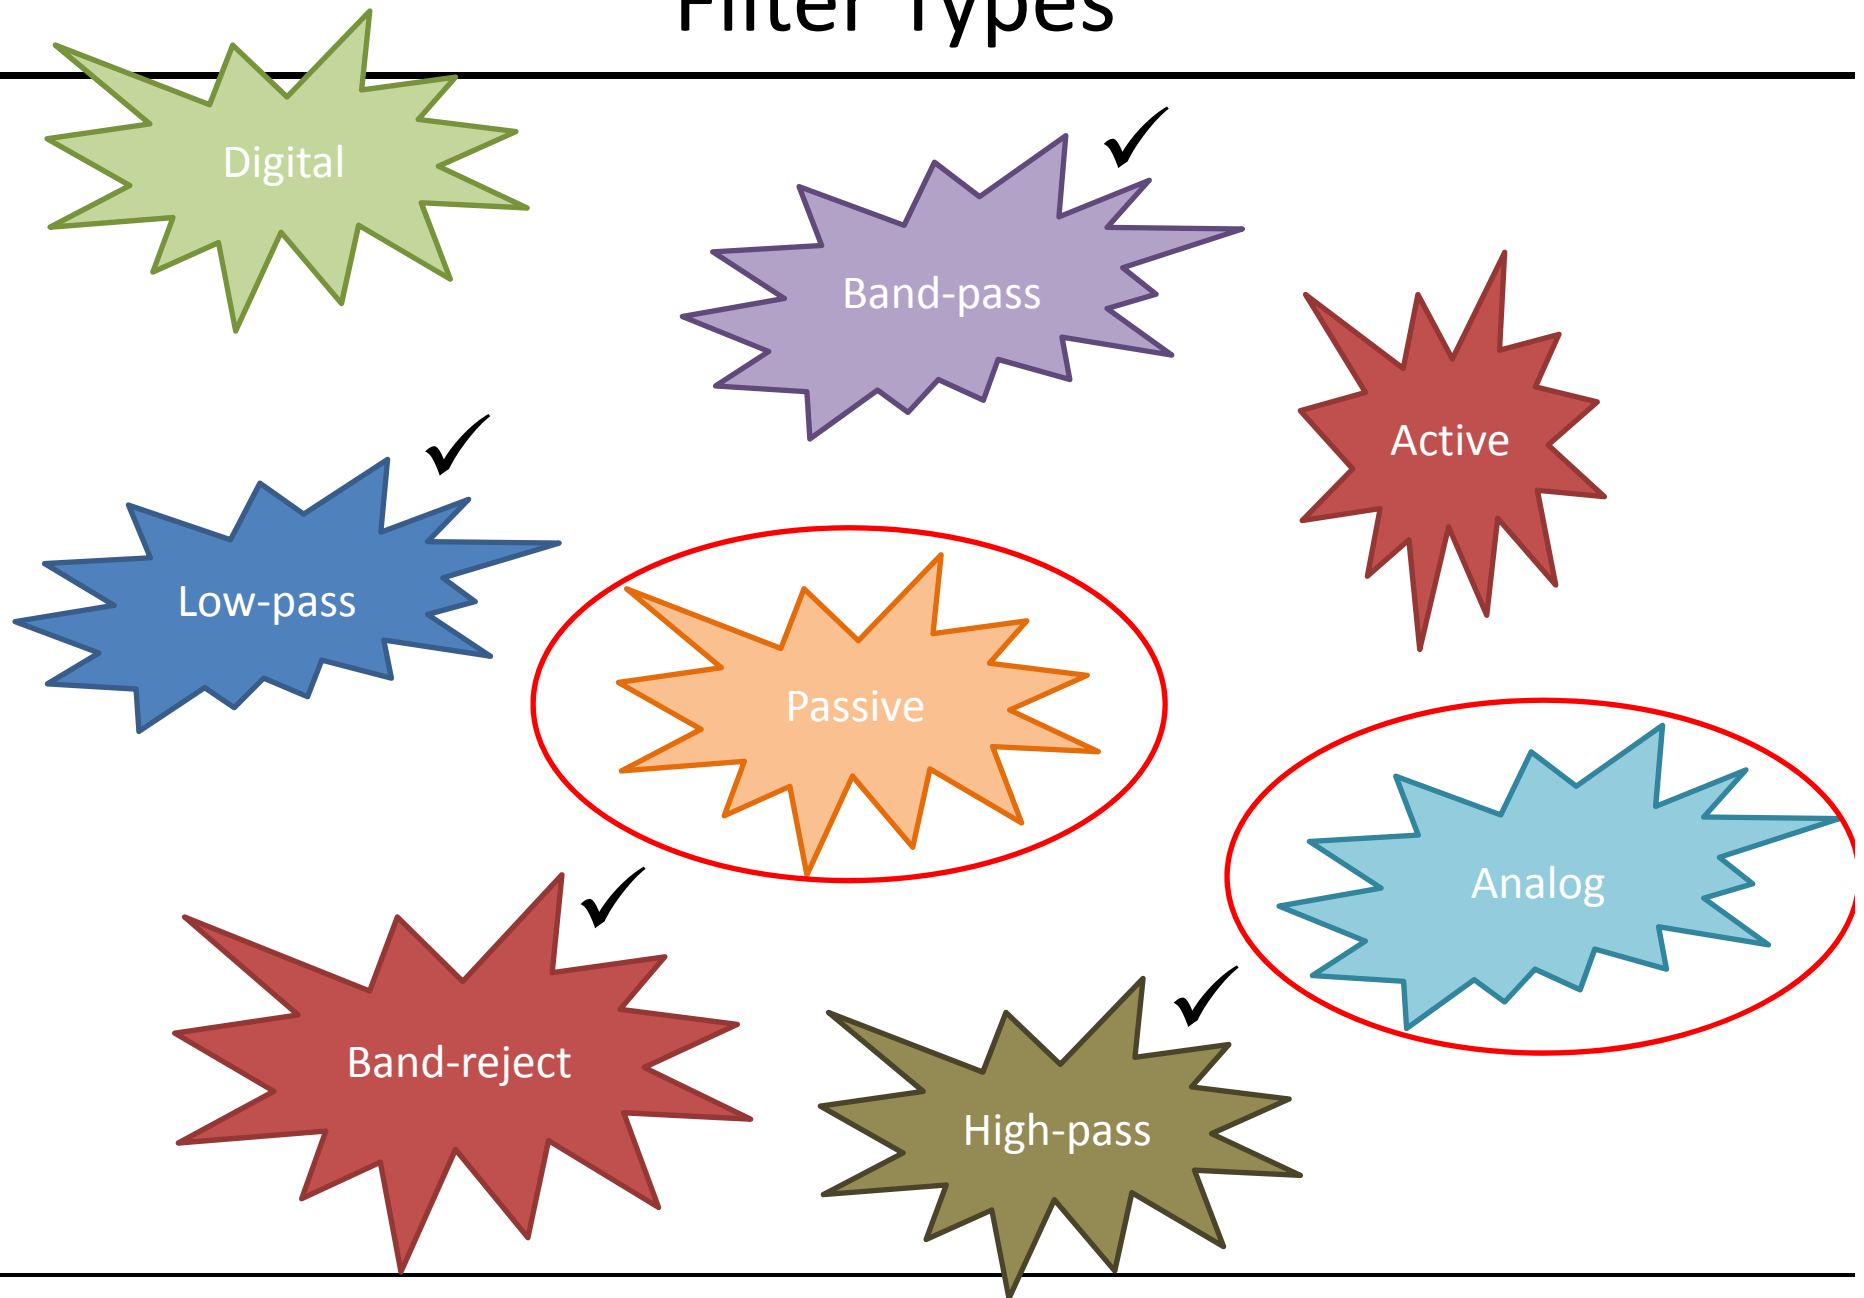 Filter Types
Digital
Band-pass
Active
Low-pass
Passive
Analog
Band-reject
High-pass